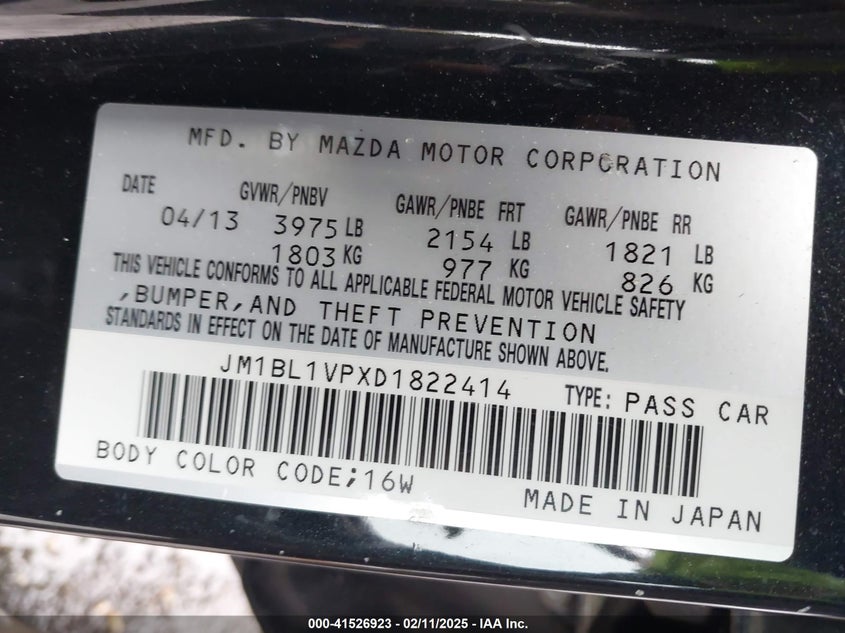 MFD. BY MAZDA MOTOR CORPORATION
DATE GVWR/PNBV GAWR/PNBE FRT GAWR/PNBE RR
04/13 3975 LB 2154 LB 1821 LB
1803 KG 977 KG 826 KG
THIS VEHICLE CONFORMS TO ALL APPLICABLE FEDERAL MOTOR VEHICLE SAFETY
,BUMPER,AND THEFT PREVENTION
STANDARDS IN EFFECT ON THE DATE OF MANUFACTURE SHOWN ABOVE.
JM1BL1VPXD1822414 TYPE: PASS CAR
BODY COLOR CODE;16W
MADE IN JAPAN
000-41526923 - 02/11/2025 - IAA Inc.